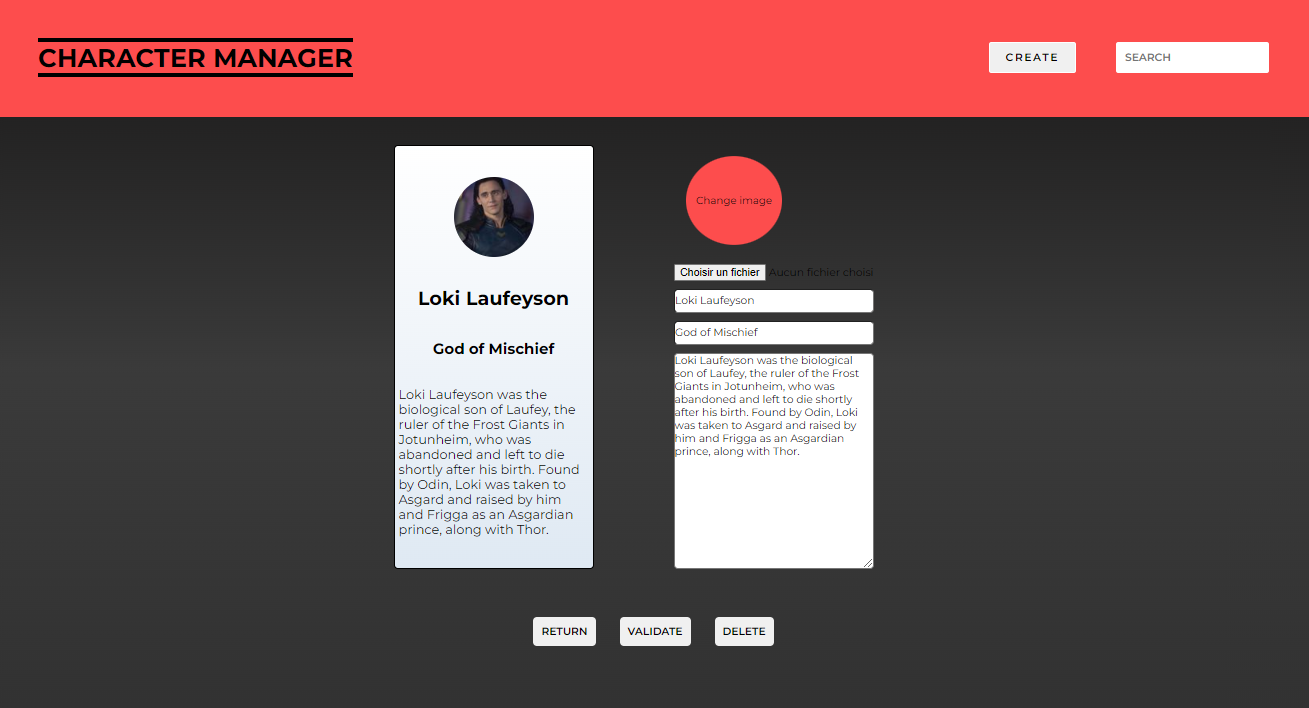 CHARACTER MANAGER
CREATE
SEARCH
Loki Laufeyson
God of Mischief
Loki Laufeyson was the
biological son of Laufey, the
ruler of the Frost Giants in
Jotunheim, who was
abandoned and left to die
shortly after his birth. Found
by Odin, Loki was taken to
Asgard and raised by him
and Frigga as an Asgardian
prince, along with Thor.
Change image
Choisir un fichier Aucun fichier choisi
Loki Laufeyson
God of Mischief
Loki Laufeyson was the biological
son of Laufey, the ruler of the Frost
Giants in Jotunheim, who was
abandoned and left to die shortly
after his birth. Found by Odin, Loki
was taken to Asgard and raised by
him and Frigga as an Asgardian
prince, along with Thor.
RETURN
VALIDATE
DELETE